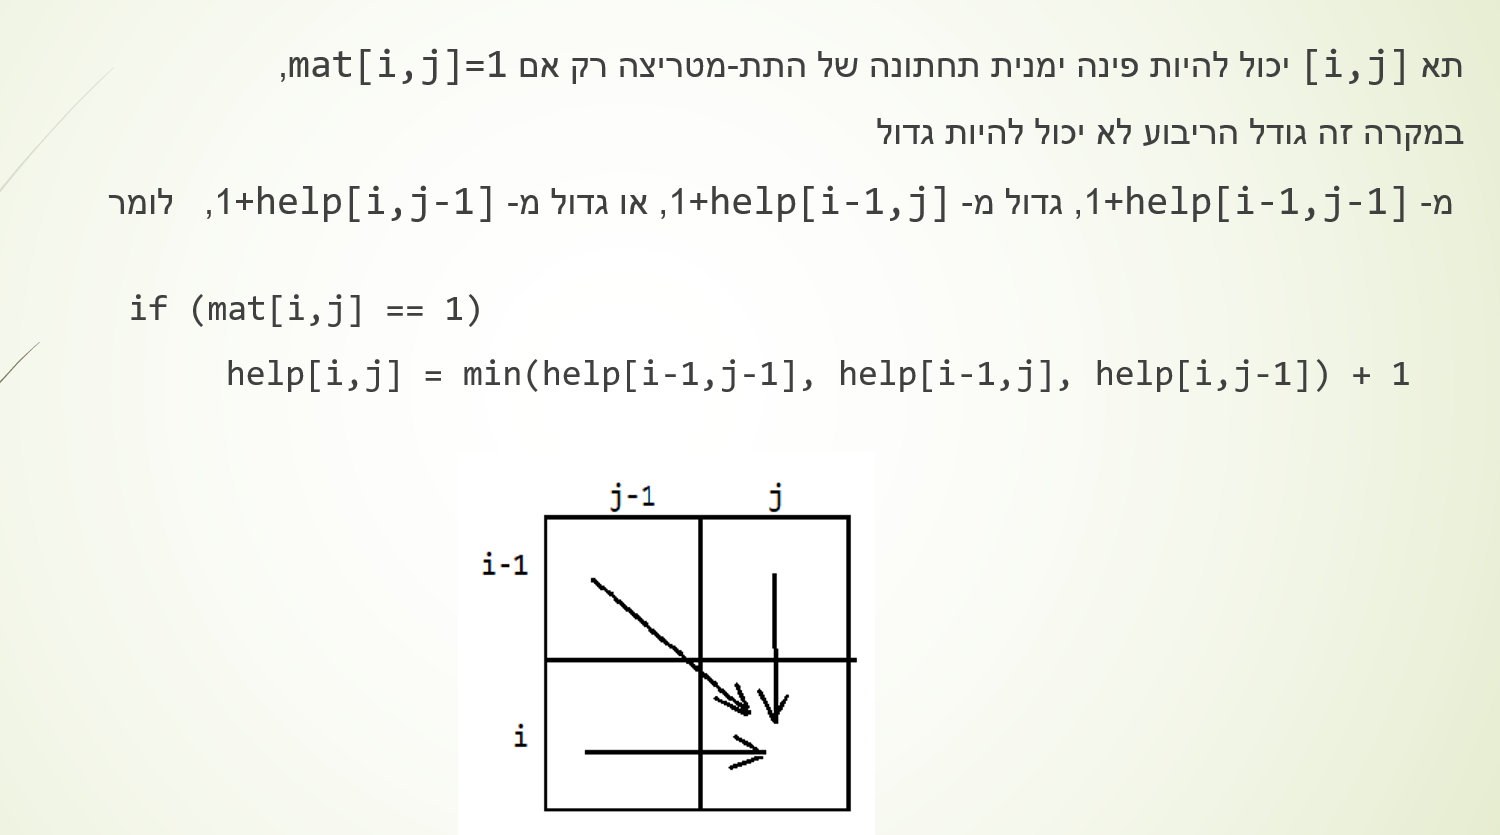 תא [i,j] יכול להיות פינה ימנית תחתונה של התת-מטריצה רק אם mat[i,j]=1,
במקרה זה גודל הריבוע לא יכול להיות גדול
מ- 1+help[i-1,j-1], גדול מ- 1+help[i-1,j], או גדול מ- 1+help[i,j-1], לומר
if (mat[i,j] == 1)
help[i,j] = min(help[i-1,j-1], help[i-1,j], help[i,j-1]) + 1
j-1 j
i-1
i